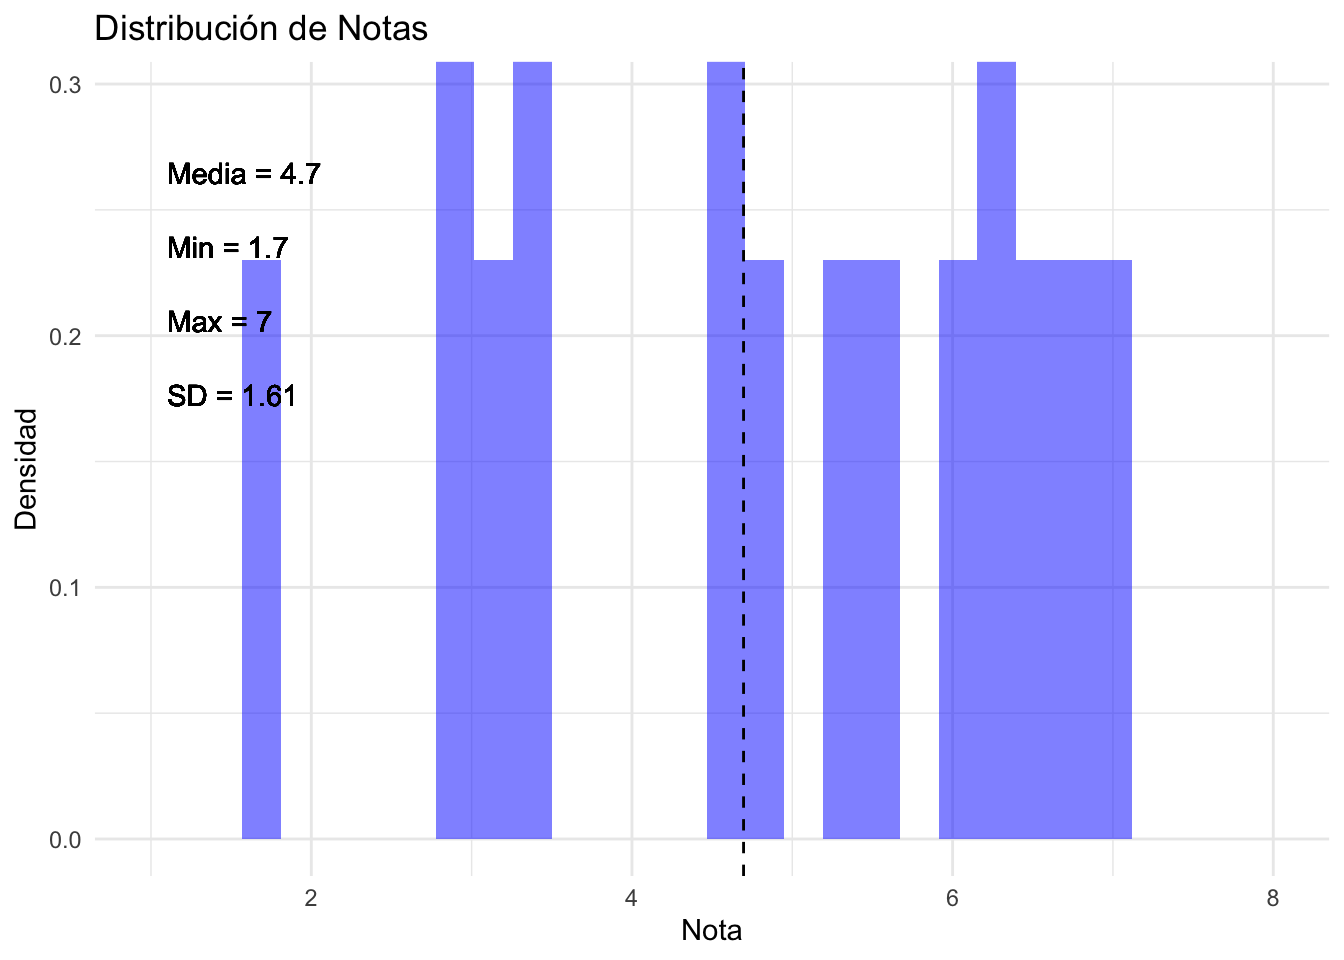 Distribución de Notas
0.3
Media = 4.7
Min = 1.7
0.2
Max = 7
SD = 1.61
Densidad
0.1
0.0
2 4 6 8
Nota